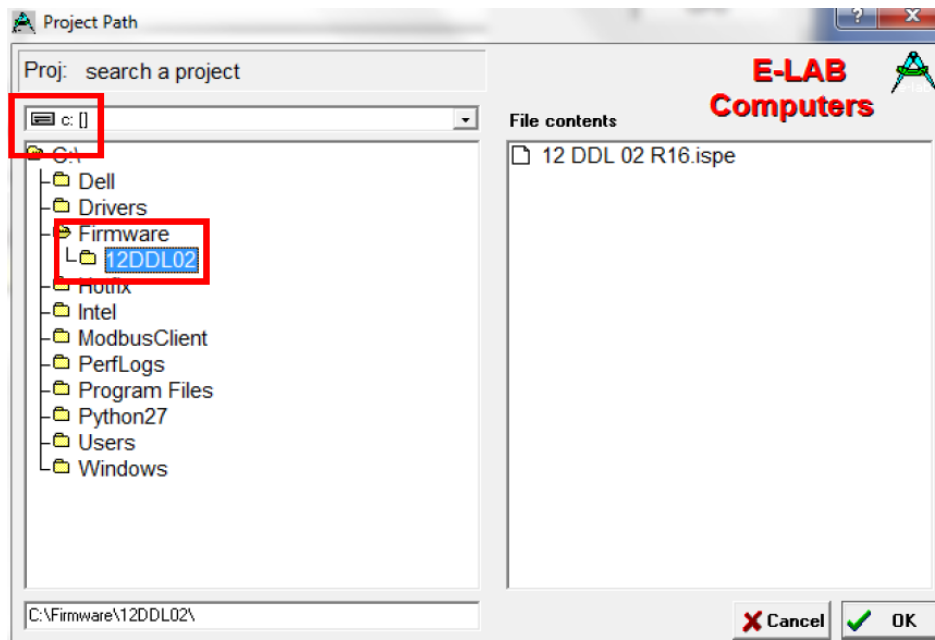 Project Path
?
x
Proj: search a project
E-LAB
Computers
c: []
File contents
C:\
Dell
Drivers
Firmware
12DDL02
Hotfix
Intel
ModbusClient
PerfLogs
Program Files
Python27
Users
Windows
12 DDL 02 R16.ispe
C:\Firmware\12DDL02\
Cancel
OK